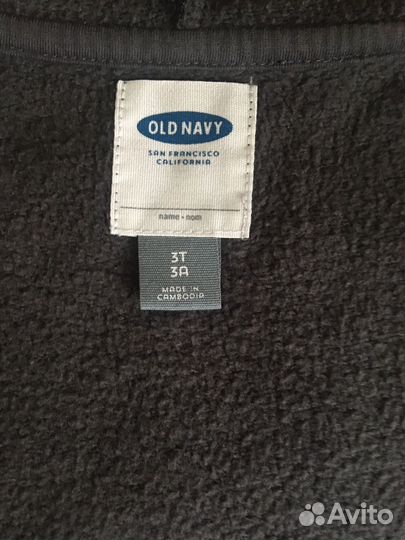 OLD NAVY
SAN FRANCISCO
CALIFORNIA
name • nom
3T
3A
MADE IN
CAMBODIA
Avito